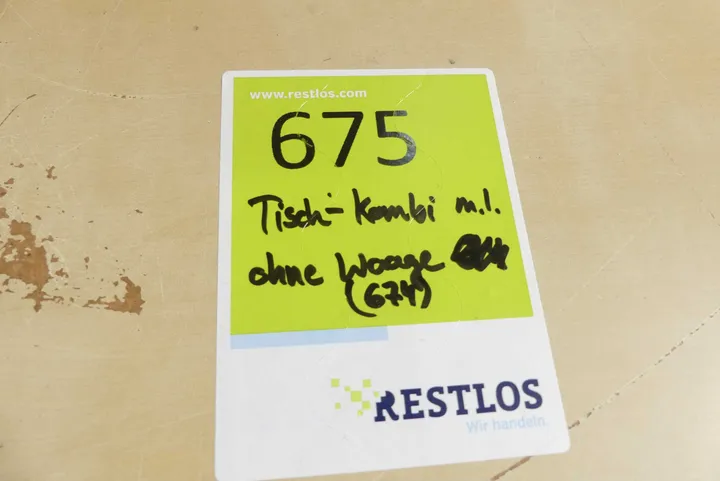 www.restlos.com
675
Tisch-Kombi m.l.
ohne Waage
(674)
RESTLOS
Wir handeln.